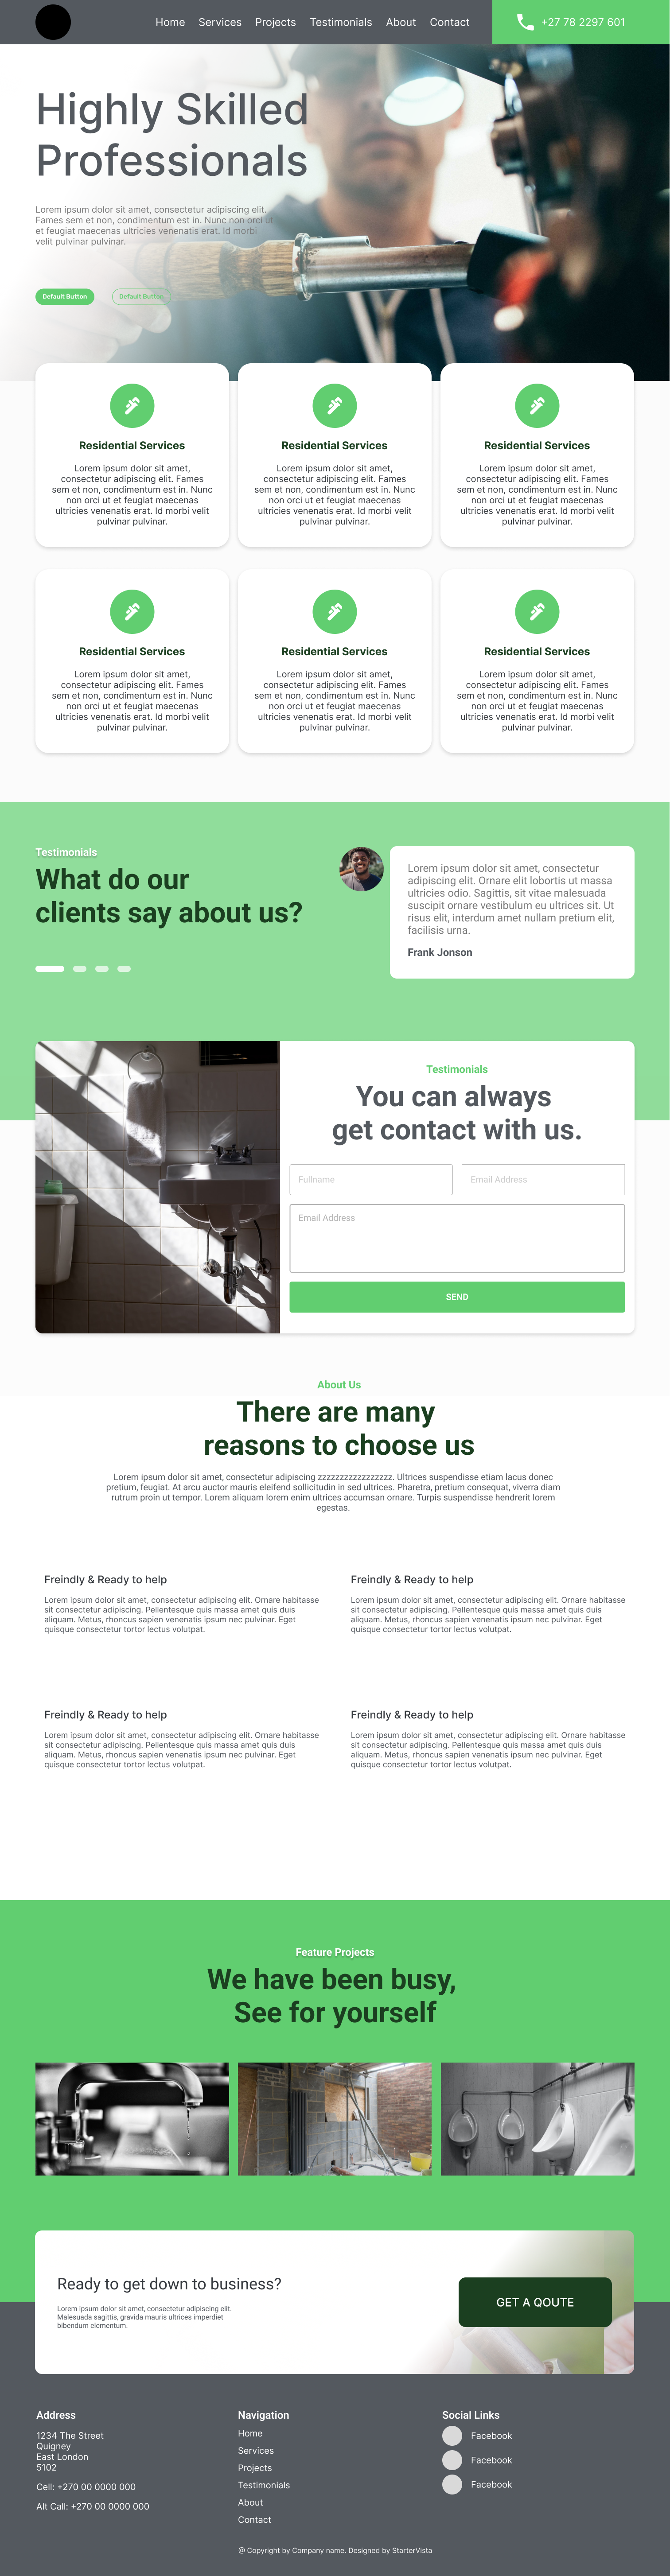 Home Services Projects Testimonials About Contact +27 78 2297 601
Highly Skilled
Professionals
Lorem ipsum dolor sit amet, consectetur adipiscing elit.
Fames sem et non, condimentum est in. Nunc non orci ut
et feugiat maecenas ultricies venenatis erat. Id morbi
velit pulvinar pulvinar.
Default Button Default Button
Residential Services
Lorem ipsum dolor sit amet,
consectetur adipiscing elit. Fames
sem et non, condimentum est in. Nunc
non orci ut et feugiat maecenas
ultricies venenatis erat. Id morbi velit
pulvinar pulvinar.
Residential Services
Lorem ipsum dolor sit amet,
consectetur adipiscing elit. Fames
sem et non, condimentum est in. Nunc
non orci ut et feugiat maecenas
ultricies venenatis erat. Id morbi velit
pulvinar pulvinar.
Residential Services
Lorem ipsum dolor sit amet,
consectetur adipiscing elit. Fames
sem et non, condimentum est in. Nunc
non orci ut et feugiat maecenas
ultricies venenatis erat. Id morbi velit
pulvinar pulvinar.
Residential Services
Lorem ipsum dolor sit amet,
consectetur adipiscing elit. Fames
sem et non, condimentum est in. Nunc
non orci ut et feugiat maecenas
ultricies venenatis erat. Id morbi velit
pulvinar pulvinar.
Residential Services
Lorem ipsum dolor sit amet,
consectetur adipiscing elit. Fames
sem et non, condimentum est in. Nunc
non orci ut et feugiat maecenas
ultricies venenatis erat. Id morbi velit
pulvinar pulvinar.
Residential Services
Lorem ipsum dolor sit amet,
consectetur adipiscing elit. Fames
sem et non, condimentum est in. Nunc
non orci ut et feugiat maecenas
ultricies venenatis erat. Id morbi velit
pulvinar pulvinar.
Testimonials
What do our
clients say about us?
Lorem ipsum dolor sit amet, consectetur
adipiscing elit. Ornare elit lobortis ut massa
ultricies odio. Sagittis, sit vitae malesuada
suscipit ornare vestibulum eu ultrices sit. Ut
risus elit, interdum amet nullam pretium elit,
facilisis urna.
Frank Jonson
Testimonials
You can always
get contact with us.
Fullname
Email Address
Email Address
SEND
About Us
There are many
reasons to choose us
Lorem ipsum dolor sit amet, consectetur adipiscing zzzzzzzzzzzzzzzzz. Ultrices suspendisse etiam lacus donec
pretium, feugiat. At arcu auctor mauris eleifend sollicitudin in sed ultrices. Pharetra, pretium consequat, viverra diam
rutrum proin ut tempor. Lorem aliquam lorem enim ultrices accumsan ornare. Turpis suspendisse hendrerit lorem
egestas.
Freindly & Ready to help
Lorem ipsum dolor sit amet, consectetur adipiscing elit. Ornare habitasse
sit consectetur adipiscing. Pellentesque quis massa amet quis duis
aliquam. Metus, rhoncus sapien venenatis ipsum nec pulvinar. Eget
quisque consectetur tortor lectus volutpat.
Freindly & Ready to help
Lorem ipsum dolor sit amet, consectetur adipiscing elit. Ornare habitasse
sit consectetur adipiscing. Pellentesque quis massa amet quis duis
aliquam. Metus, rhoncus sapien venenatis ipsum nec pulvinar. Eget
quisque consectetur tortor lectus volutpat.
Freindly & Ready to help
Lorem ipsum dolor sit amet, consectetur adipiscing elit. Ornare habitasse
sit consectetur adipiscing. Pellentesque quis massa amet quis duis
aliquam. Metus, rhoncus sapien venenatis ipsum nec pulvinar. Eget
quisque consectetur tortor lectus volutpat.
Freindly & Ready to help
Lorem ipsum dolor sit amet, consectetur adipiscing elit. Ornare habitasse
sit consectetur adipiscing. Pellentesque quis massa amet quis duis
aliquam. Metus, rhoncus sapien venenatis ipsum nec pulvinar. Eget
quisque consectetur tortor lectus volutpat.
Feature Projects
We have been busy,
See for yourself
Ready to get down to business?
Lorem ipsum dolor sit amet, consectetur adipiscing elit.
Malesuada sagittis, gravida mauris ultrices imperdiet
bibendum elementum.
GET A QOUTE
Address
1234 The Street
Quigney
East London
5102
Cell: +270 00 0000 000
Alt Call: +270 00 0000 000
Navigation
Home
Services
Projects
Testimonials
About
Contact
Social Links
Facebook
Facebook
Facebook
@ Copyright by Company name. Designed by StarterVista